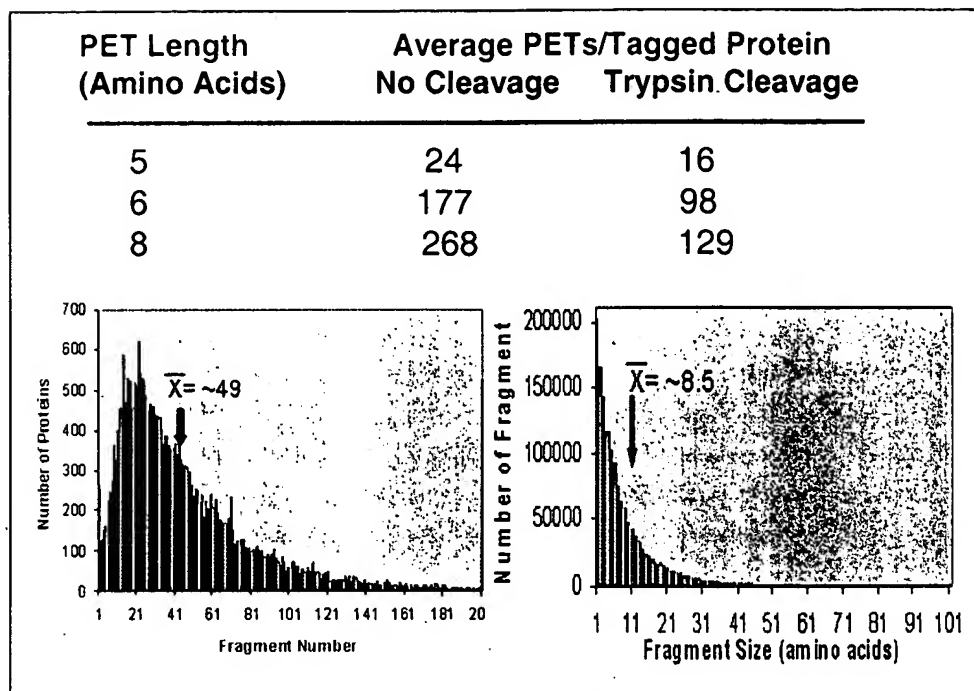 PET Length Average PETs/Tagged Protein
(Amino Acids) No Cleavage Trypsin Cleavage
5 24 16
6 177 98
8 268 129
700
600
500
400
300
200
100
0
Number of Proteins
X̄= ~49
1 21 41 61 81 101 121 141 161 181 20
Fragment Number
200000
150000
100000
50000
0
Number of Fragment
X̄= ~8.5
1 11 21 31 41 51 61 71 81 91 101
Fragment Size (amino acids)